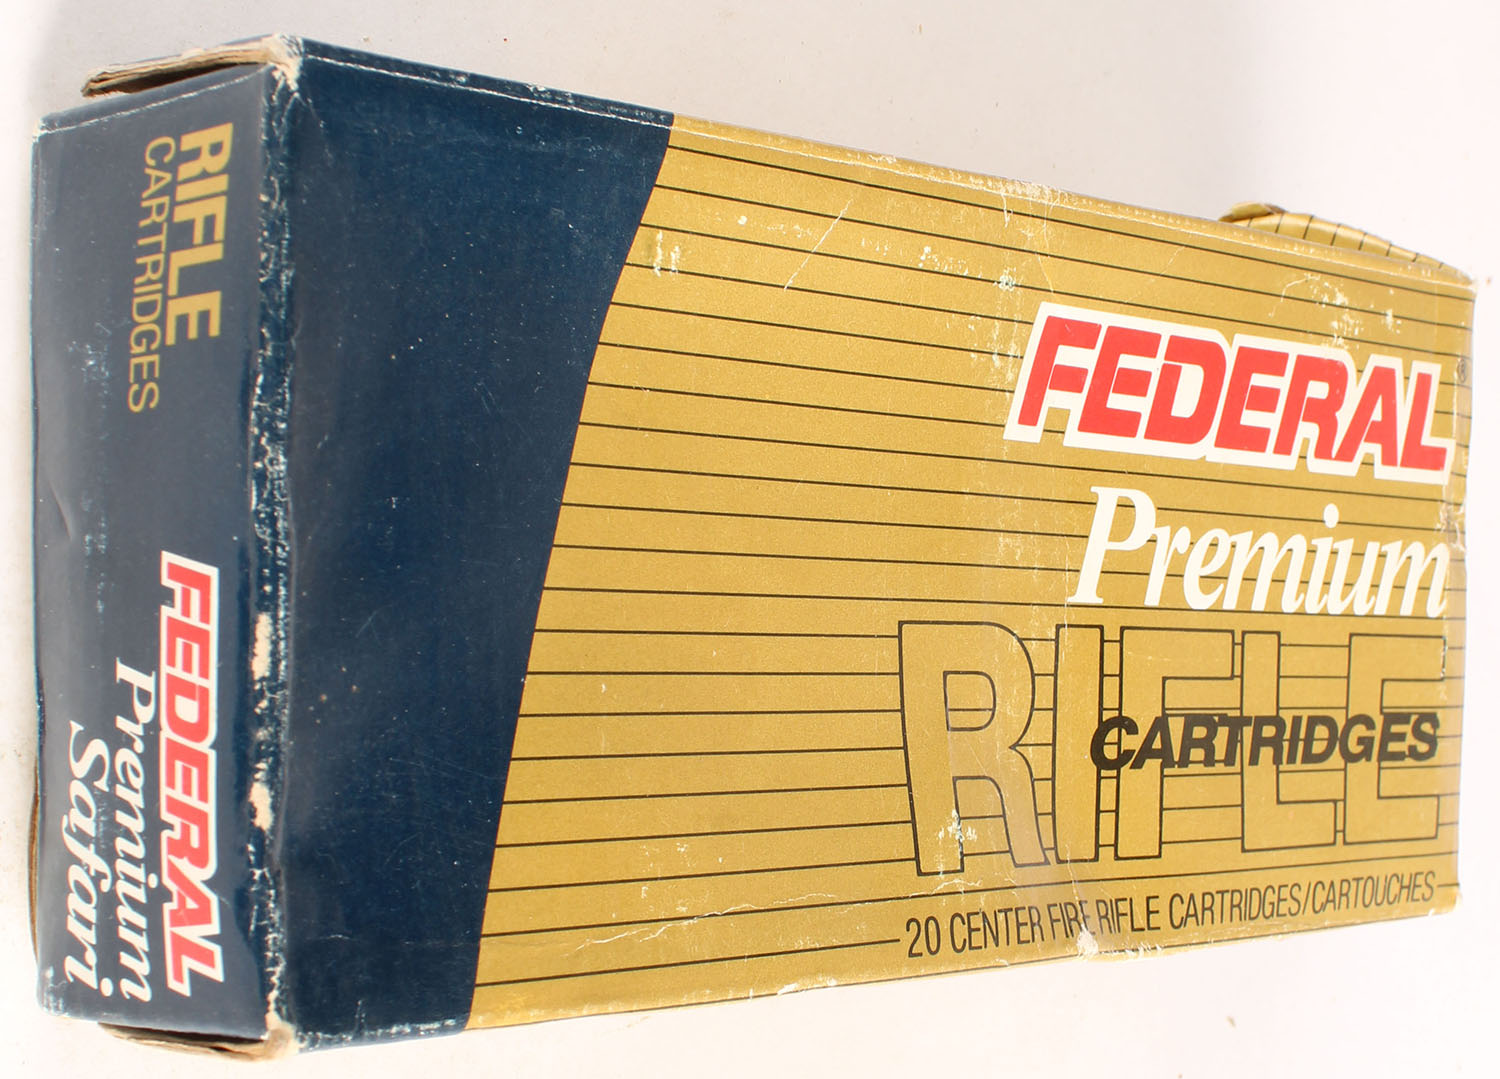 FEDERAL®
Premium
RIFLE
CARTRIDGES
20 CENTER FIRE RIFLE CARTRIDGES/CARTOUCHES
RIFLE
CARTRIDGES
FEDERAL
Premium
Safari